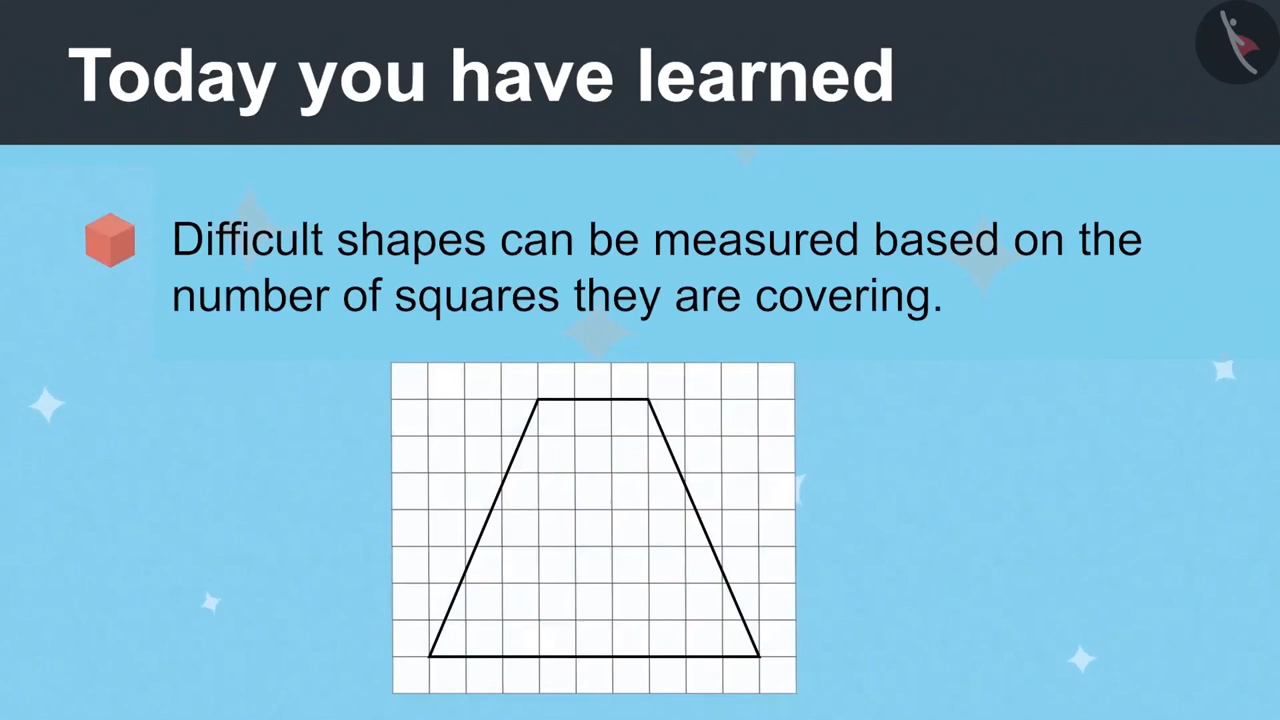 Today you have learned
Difficult shapes can be measured based on the
number of squares they are covering.